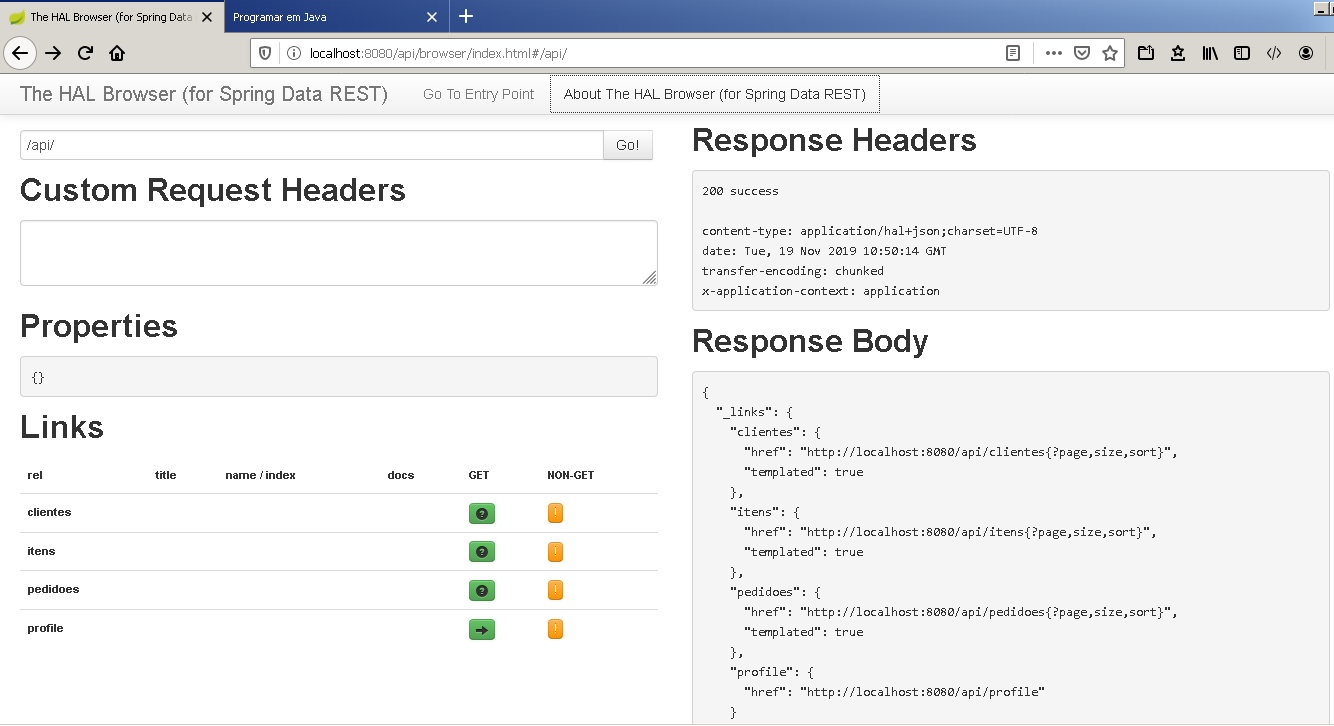 The HAL Browser (for Spring Data
Programar em Java
localhost:8080/api/browser/index.html#/api/
The HAL Browser (for Spring Data REST)
Go To Entry Point
About The HAL Browser (for Spring Data REST)
/api/
Go!
Custom Request Headers
Properties
{}
Links
rel title name / index docs GET NON-GET
clientes ? !
itens ? !
pedidoes ? !
profile !
Response Headers
200 success
content-type: application/hal+json;charset=UTF-8
date: Tue, 19 Nov 2019 10:50:14 GMT
transfer-encoding: chunked
x-application-context: application
Response Body
{
"_links": {
"clientes": {
"href": "http://localhost:8080/api/clientes{?page,size,sort}",
"templated": true
},
"itens": {
"href": "http://localhost:8080/api/itens{?page,size,sort}",
"templated": true
},
"pedidoes": {
"href": "http://localhost:8080/api/pedidoes{?page,size,sort}",
"templated": true
},
"profile": {
"href": "http://localhost:8080/api/profile"
}